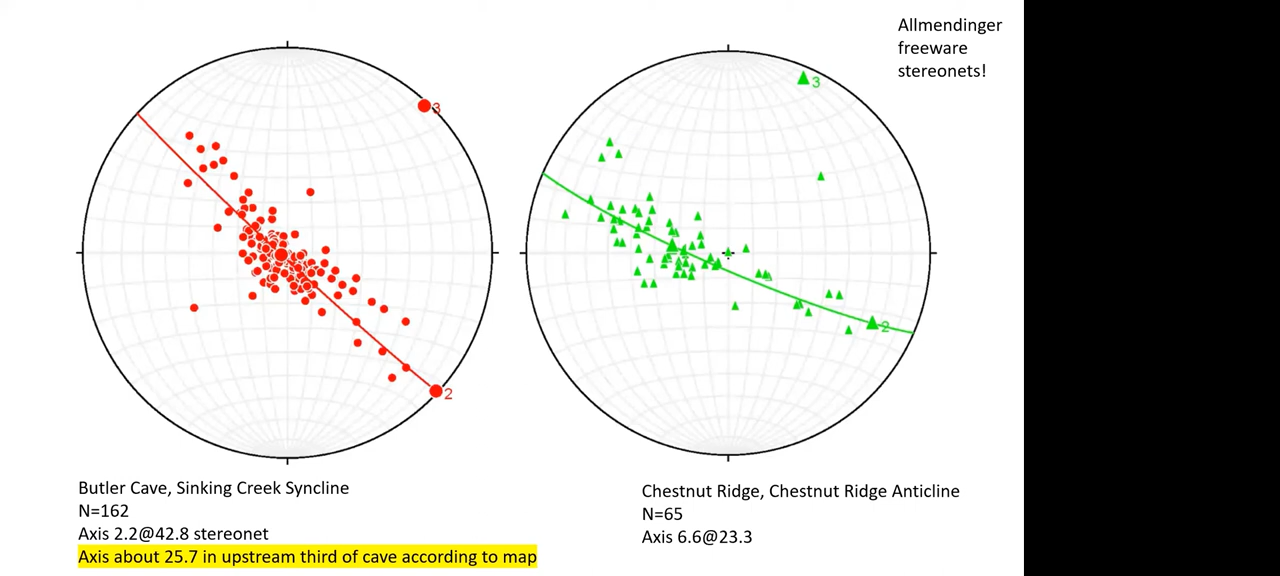 Allmendinger
freeware
stereonets!
3
2
3
2
Butler Cave, Sinking Creek Syncline
N=162
Axis 2.2@42.8 stereonet
Axis about 25.7 in upstream third of cave according to map
Chestnut Ridge, Chestnut Ridge Anticline
N=65
Axis 6.6@23.3